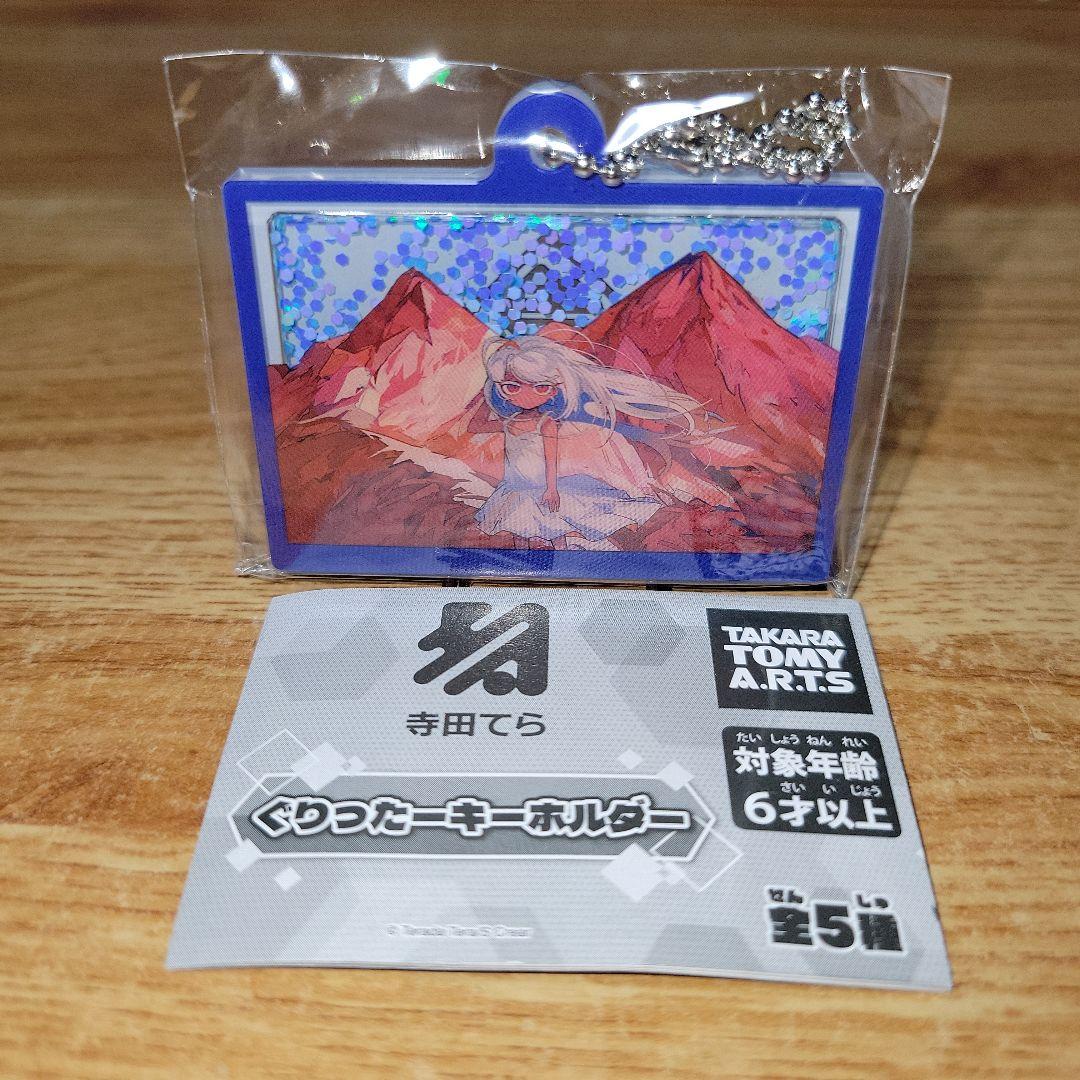 寺田てら
ぐりったーキーホルダー
TAKARA
TOMY
A.R.T.S
たい しょう ねん れい
対象年齢
さい い じょう
6才以上
ぜん しゅ
全5種